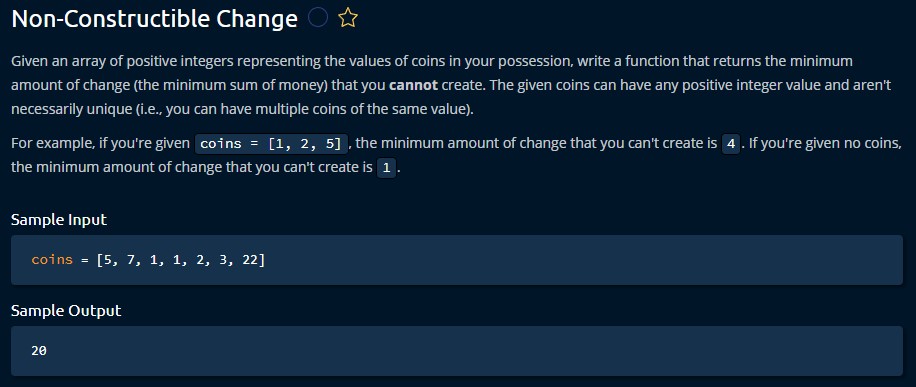 Non-Constructible Change
Given an array of positive integers representing the values of coins in your possession, write a function that returns the minimum
amount of change (the minimum sum of money) that you cannot create. The given coins can have any positive integer value and aren't
necessarily unique (i.e., you can have multiple coins of the same value).
For example, if you're given coins = [1, 2, 5] , the minimum amount of change that you can't create is 4 . If you're given no coins,
the minimum amount of change that you can't create is 1 .
Sample Input
coins = [5, 7, 1, 1, 2, 3, 22]
Sample Output
20